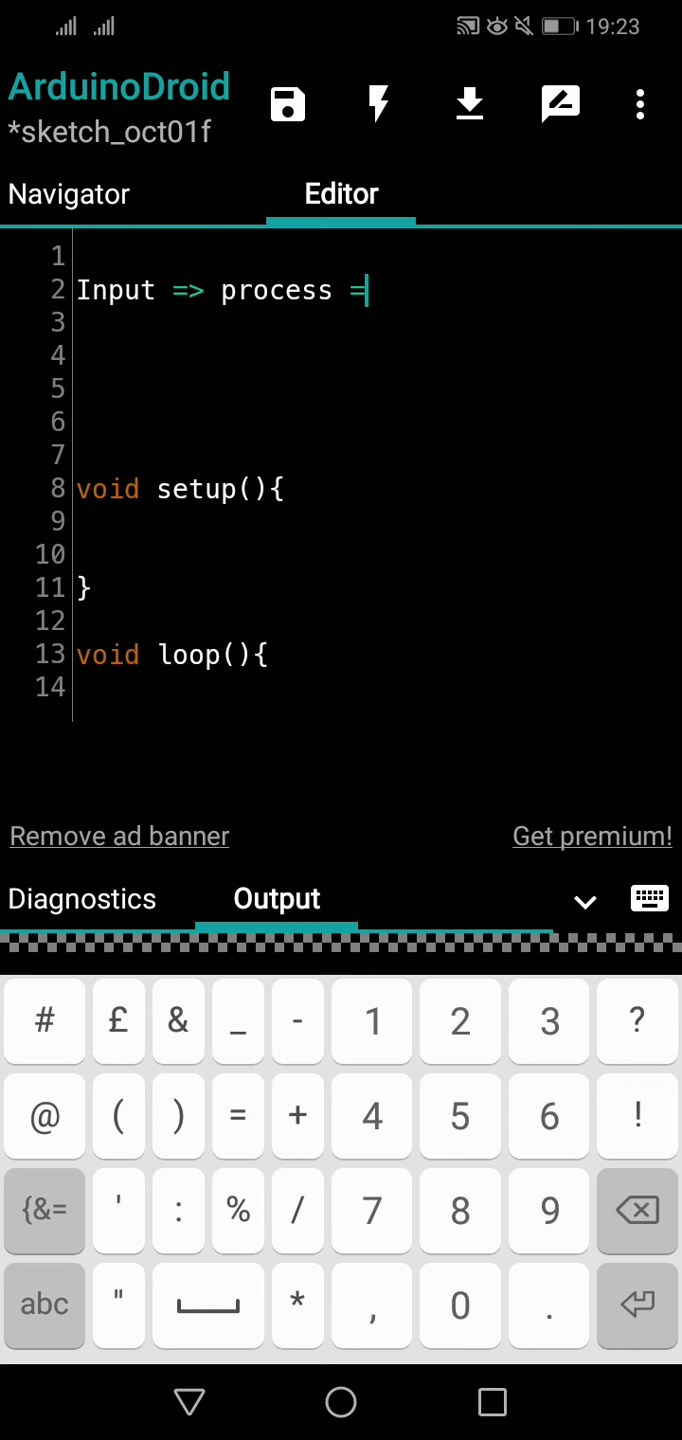 19:23
ArduinoDroid
*sketch_oct01f
Navigator Editor
1
2 Input => process =
3
4
5
6
7
8 void setup(){
9
10
11 }
12
13 void loop(){
14
Remove ad banner Get premium!
Diagnostics Output
# £ & _ - 1 2 3 ?
@ ( ) = + 4 5 6 !
{&= ' : % / 7 8 9
abc " * , 0 .